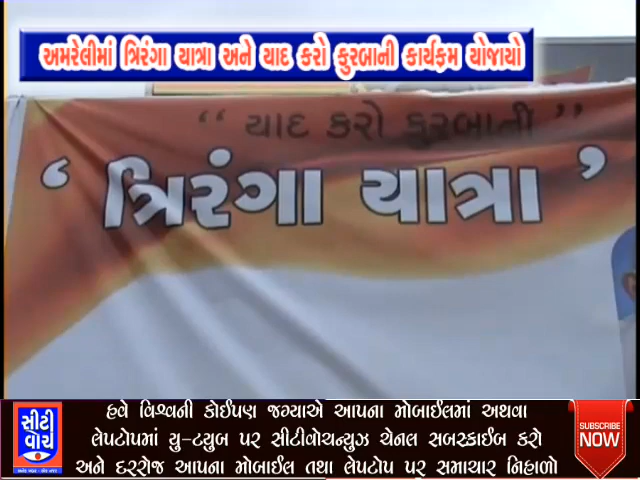 અમરેલીમાં ત્રિરંગા યાત્રા અને યાદ કરો કુરબાની કાર્યક્રમ યોજાયો
‘‘ યાદ કરો કુરબાની ’’
‘ ત્રિરંગા યાત્રા ’
સીટી
વોચ
હવે વિશ્વની કોઈપણ જગ્યાએ આપના મોબાઈલમાં અથવા
લેપટોપમાં યુ-ટયુબ પર સીટીવોચન્યુઝ ચેનલ સબસ્ક્રાઈબ કરો
અને દરરોજ આપના મોબાઈલ તથા લેપટોપ પર સમાચાર નિહાળો
SUBSCRIBE
NOW